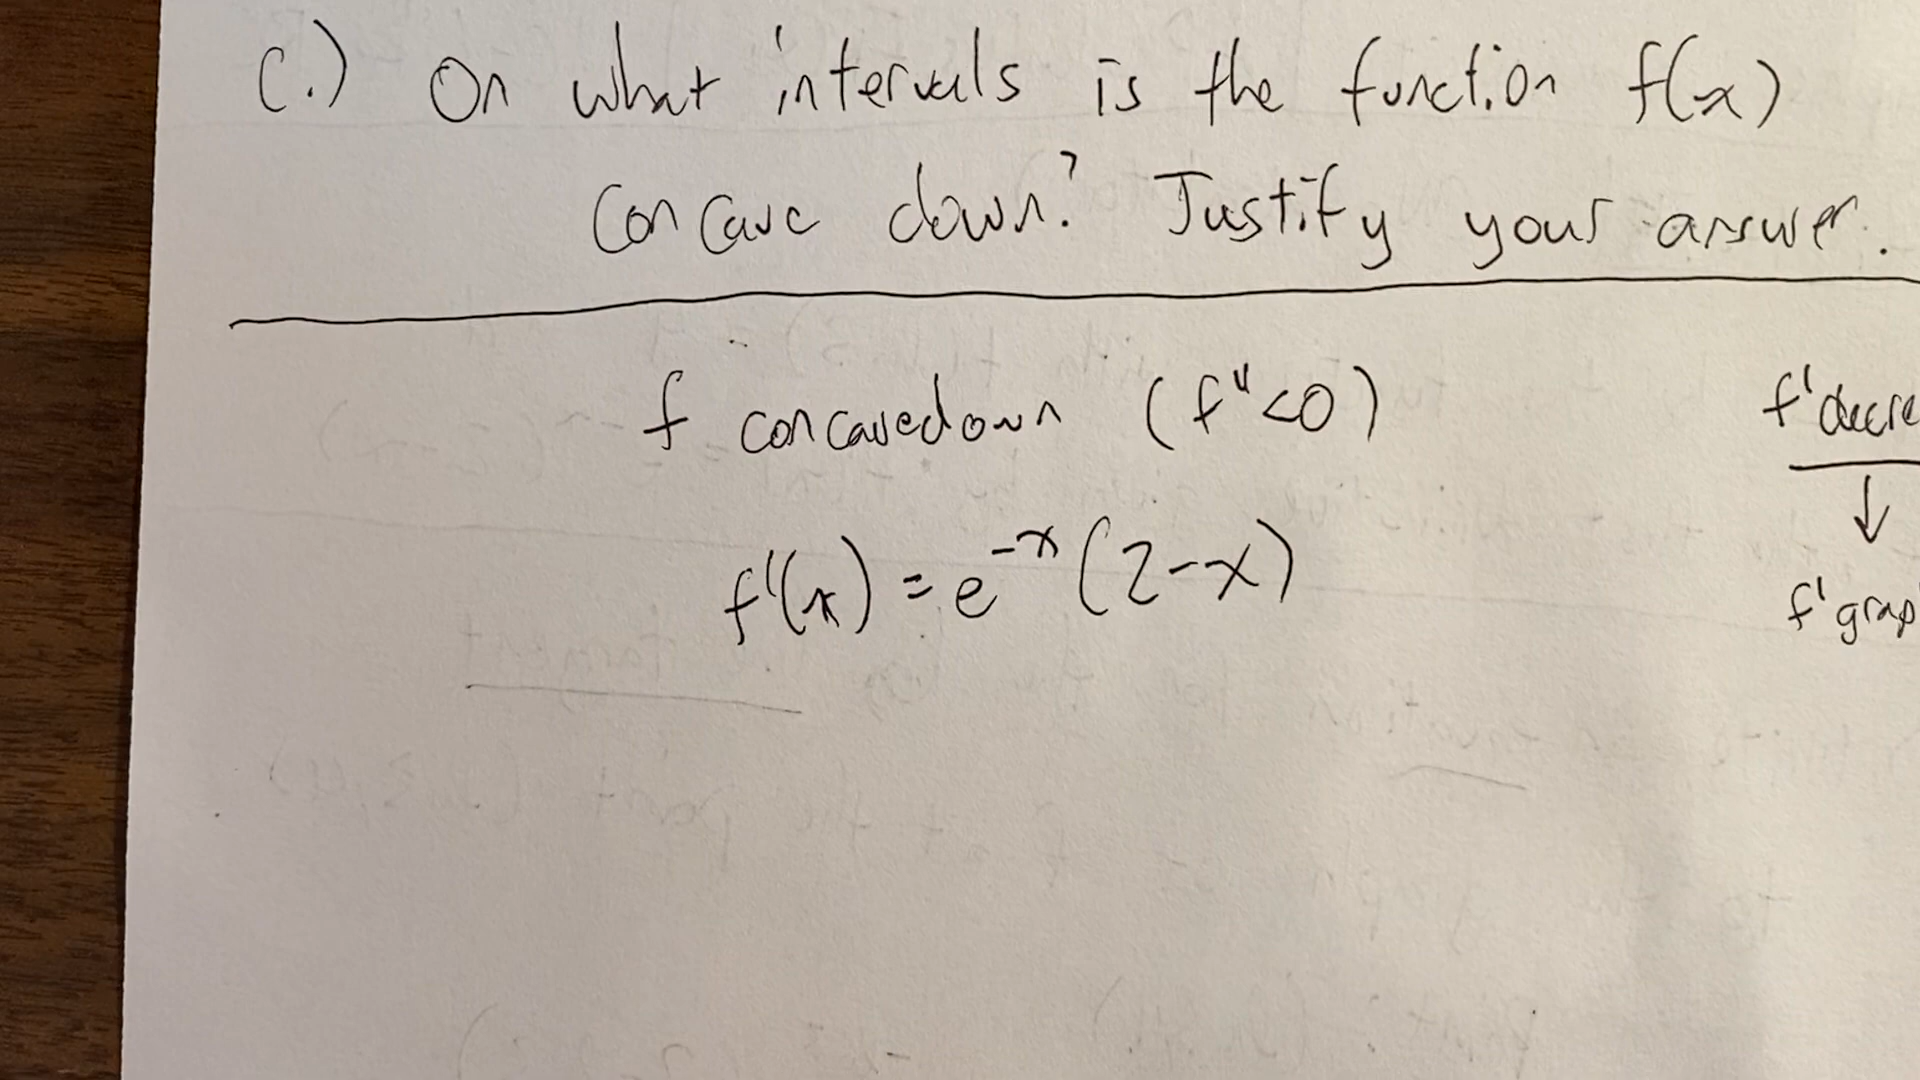 C.) On what intervals is the function f(x)
concave down? Justify your answer.
f concavedown (f''<0) f'decre
↓
f'(x) = e^{-x}(2-x) f'grap